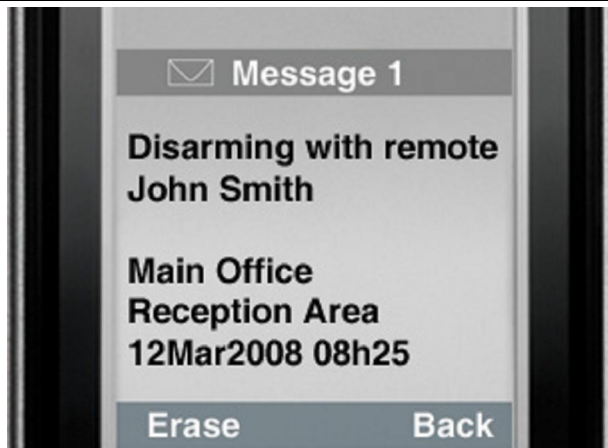 Message 1
Disarming with remote
John Smith
Main Office
Reception Area
12Mar2008 08h25
Erase Back